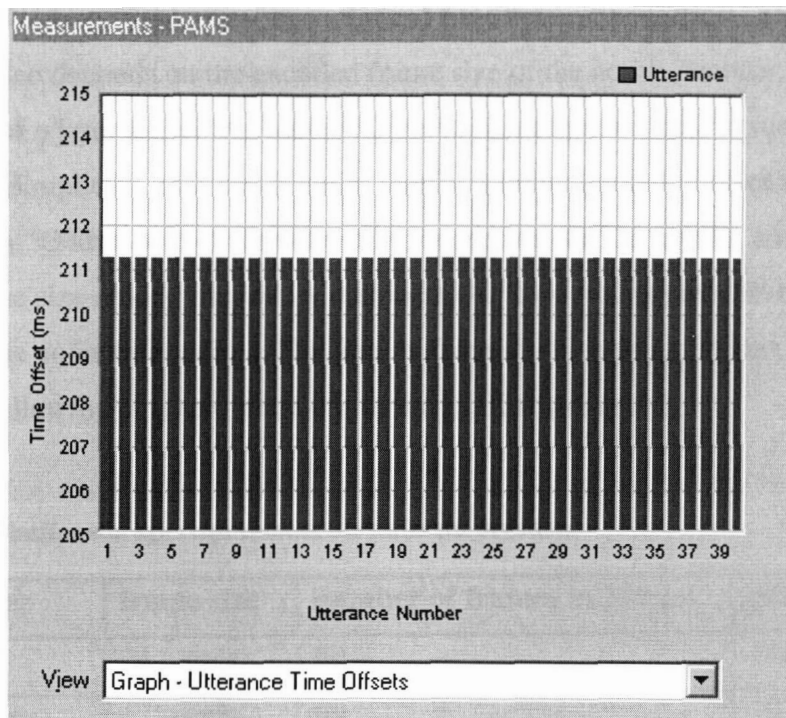 Measurements - PAMS
Utterance
215
214
213
212
211
210
209
208
207
206
205
Time Offset (ms)
1 3 5 7 9 11 13 15 17 19 21 23 25 27 29 31 33 35 37 39
Utterance Number
View Graph - Utterance Time Offsets